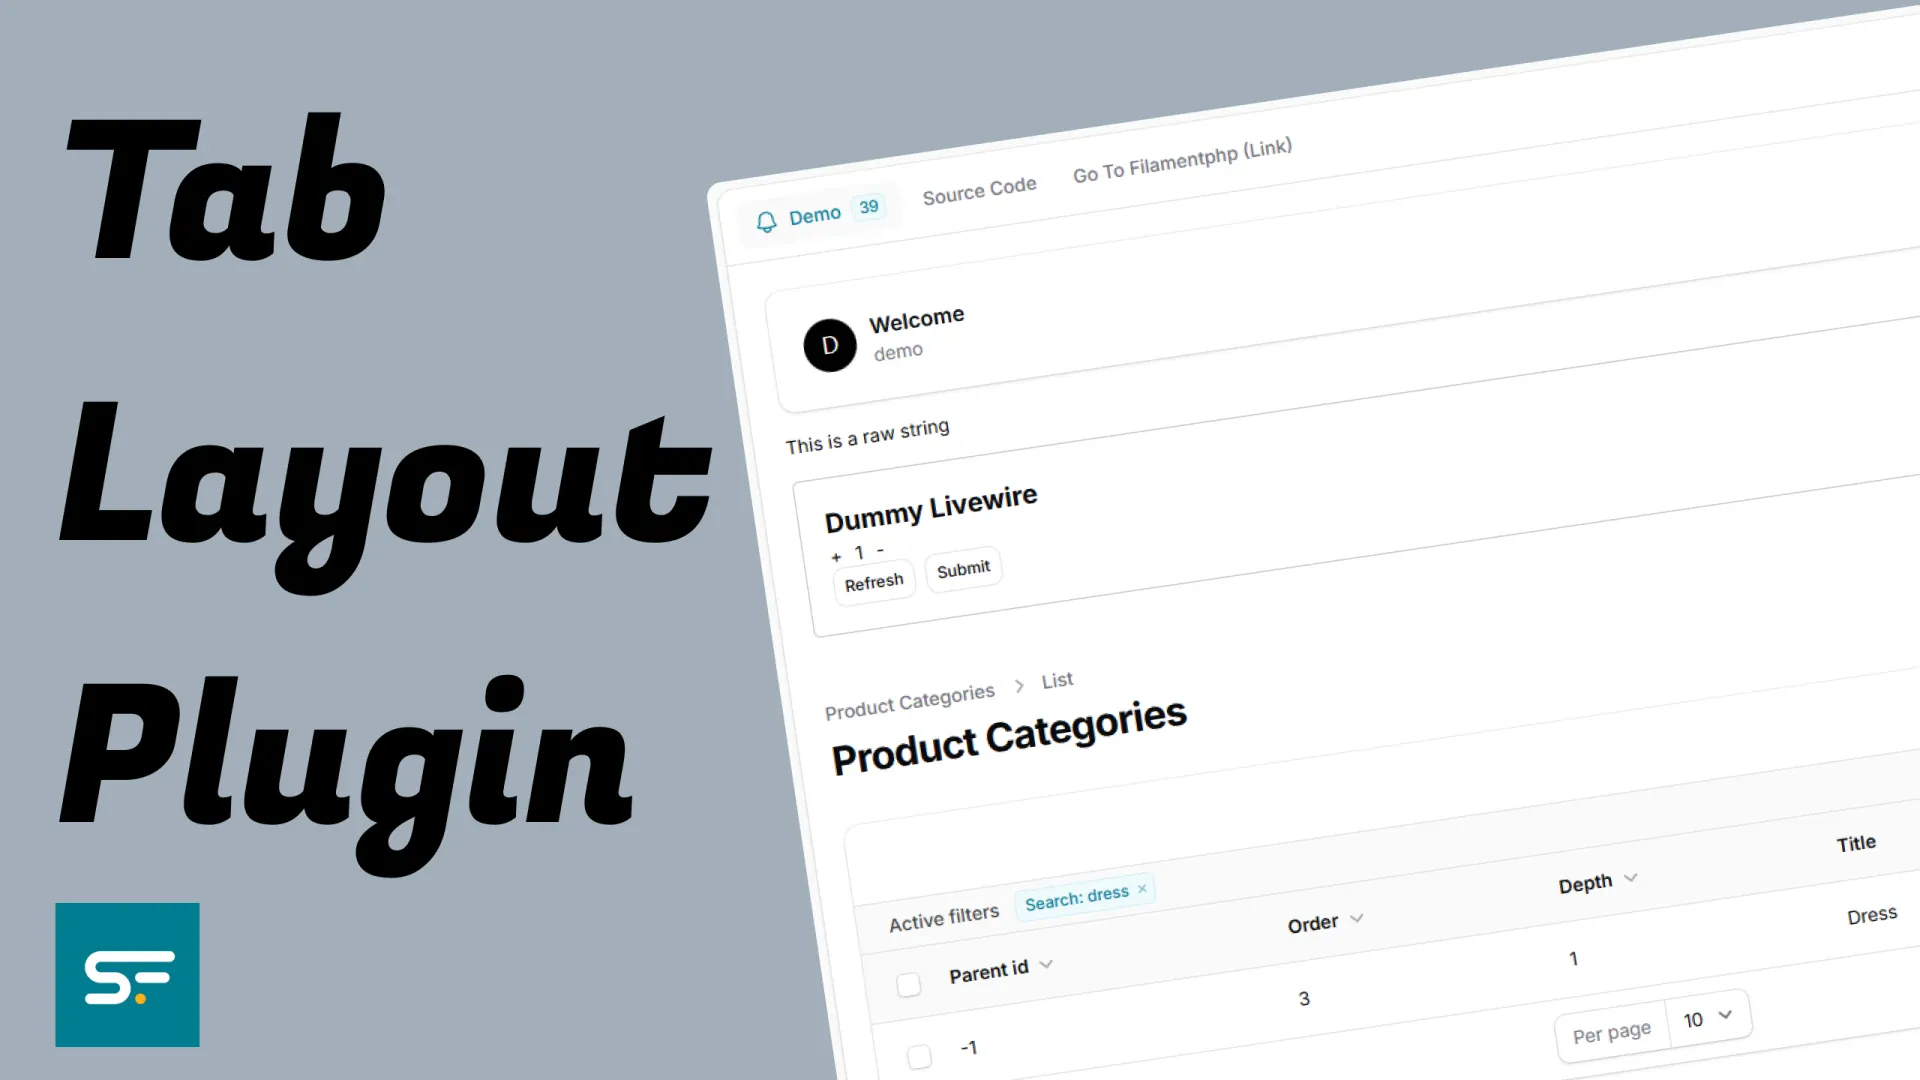 Tab
Layout
Plugin
SF
Demo 39 Source Code Go To Filamentphp (Link)
D
Welcome
demo
This is a raw string
Dummy Livewire
+ 1 -
Refresh Submit
Product Categories > List
Product Categories
Active filters Search: dress ×
Parent id Order Depth Title
-1 3 1 Dress
Per page 10